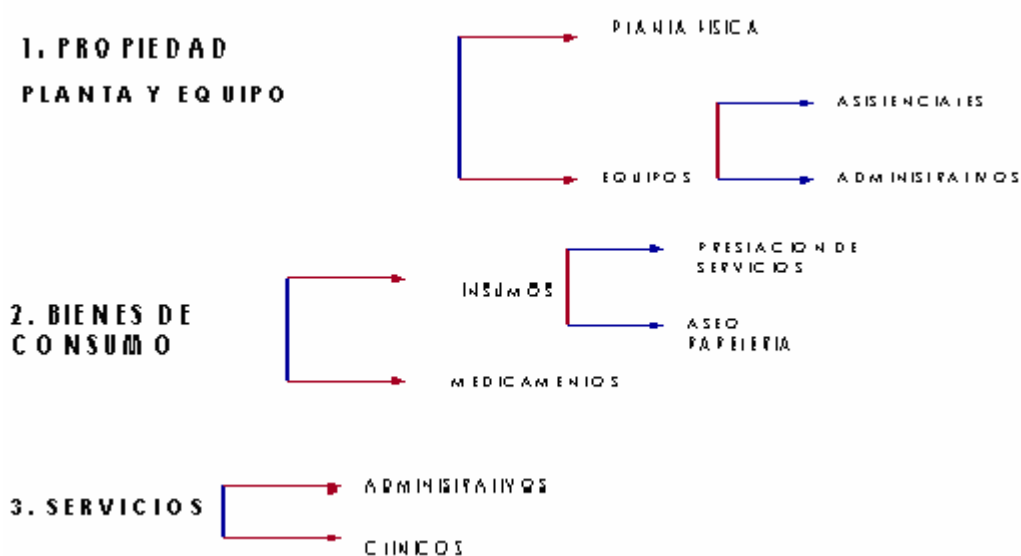 1. PROPIEDAD
PLANTA Y EQUIPO
PLANTA FISICA
EQUIPOS
ASISTENCIALES
ADMINISTRATIVOS
2. BIENES DE
CONSUMO
INSUMOS
PRESTACION DE
SERVICIOS
ASEO
PAPELERIA
MEDICAMENTOS
3. SERVICIOS
ADMINISTRATIVOS
CLINICOS